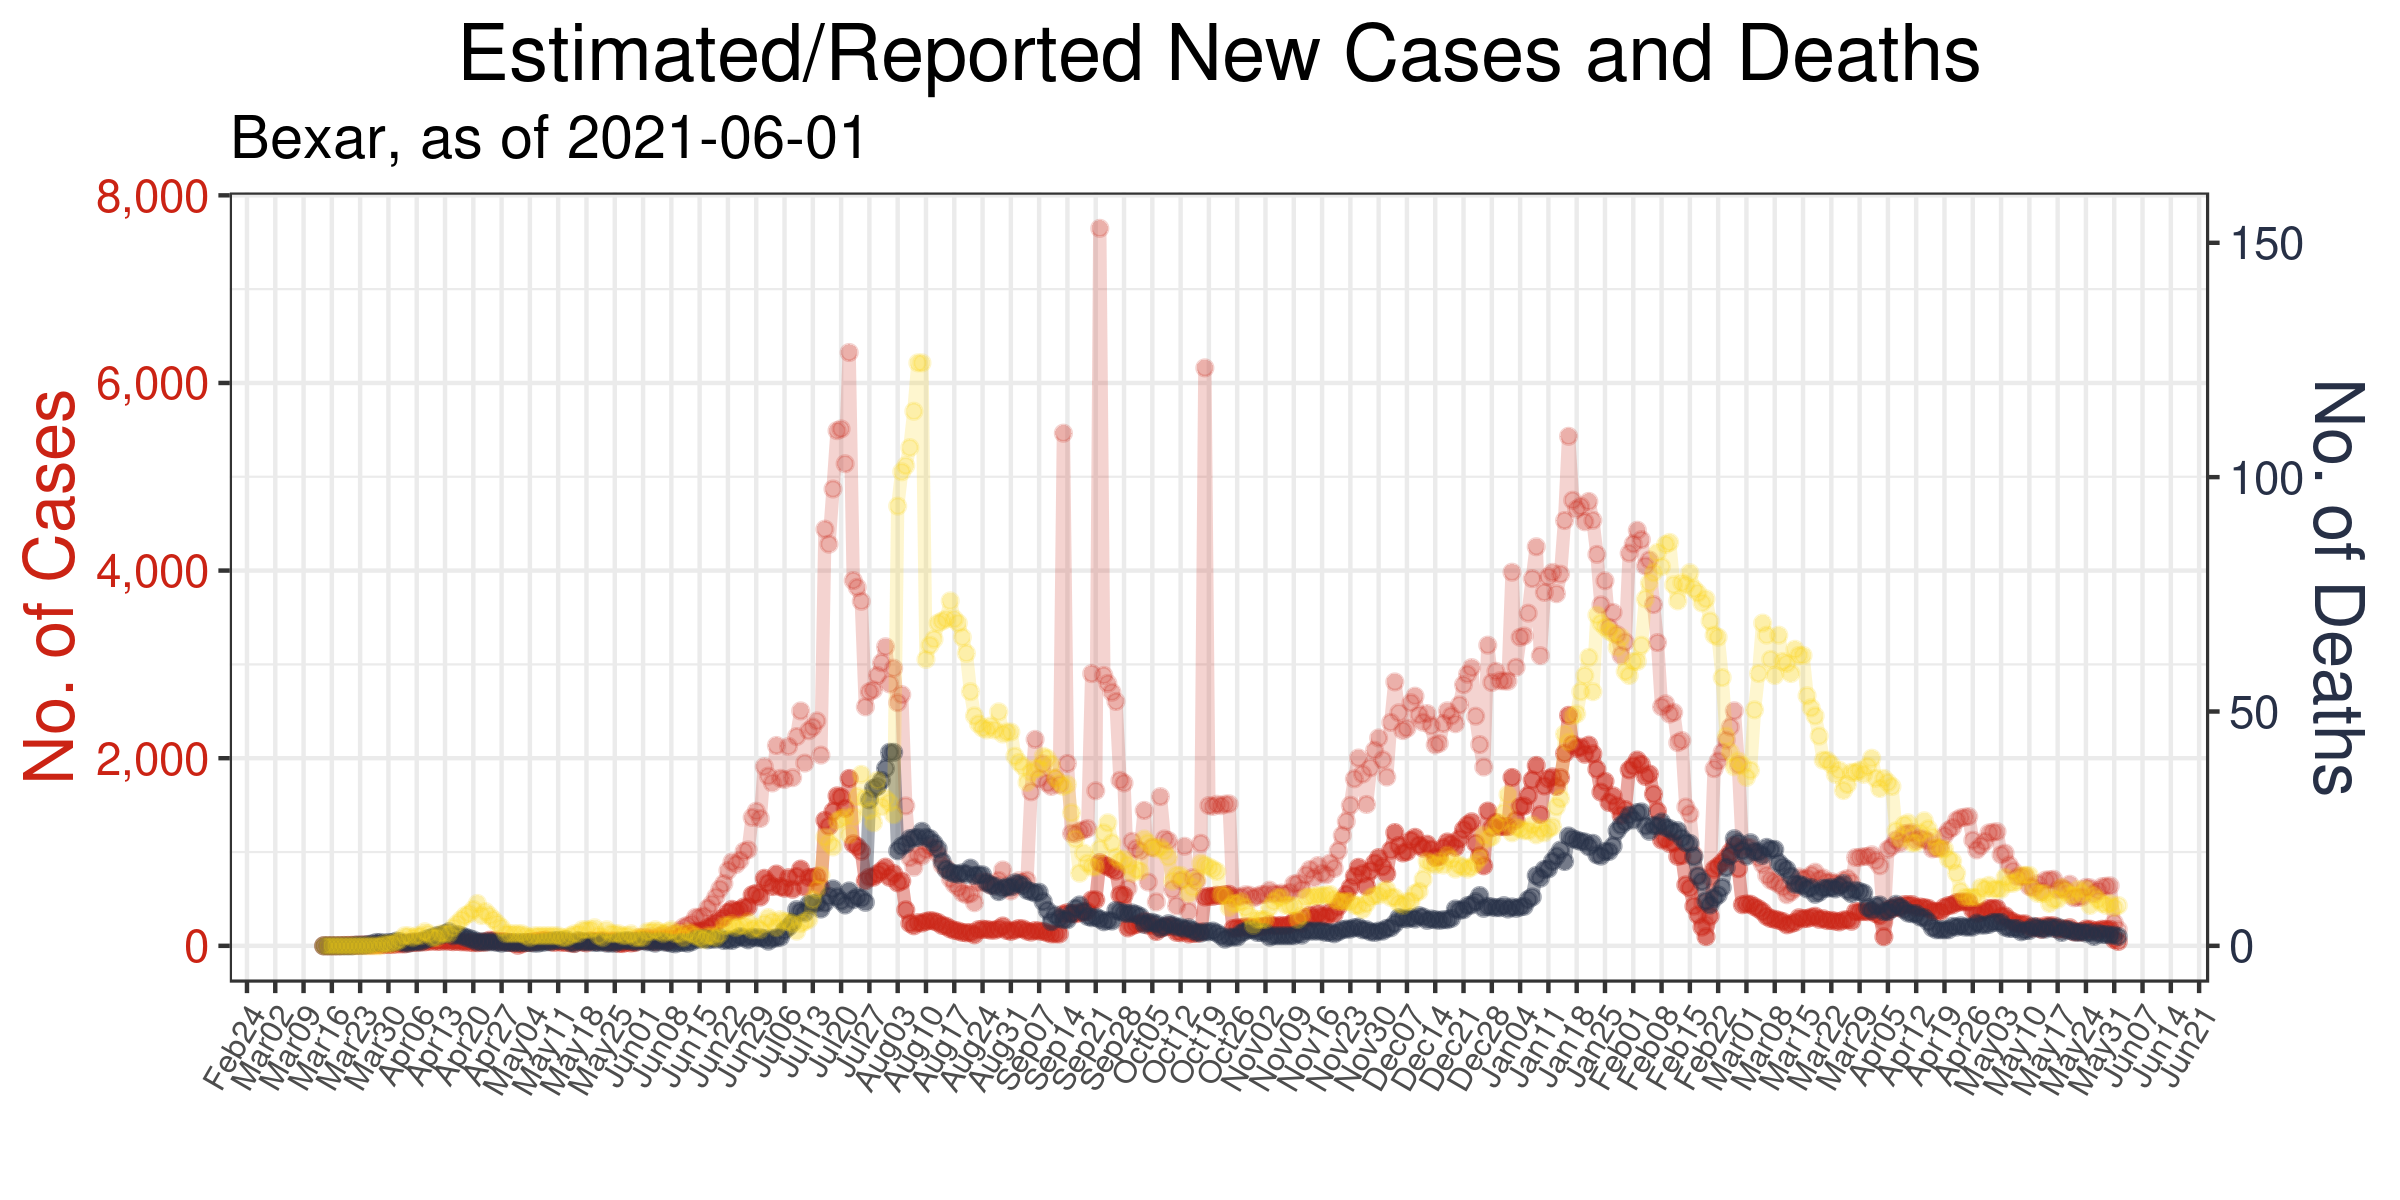 Estimated/Reported New Cases and Deaths
Bexar, as of 2021-06-01
No. of Cases
8,000
6,000
4,000
2,000
0
150
100
50
0
No. of Deaths
Feb24
Mar02
Mar09
Mar16
Mar23
Mar30
Apr06
Apr13
Apr20
Apr27
May04
May11
May18
May25
Jun01
Jun08
Jun15
Jun22
Jun29
Jul06
Jul13
Jul20
Jul27
Aug03
Aug10
Aug17
Aug24
Aug31
Sep07
Sep14
Sep21
Sep28
Oct05
Oct12
Oct19
Oct26
Nov02
Nov09
Nov16
Nov23
Nov30
Dec07
Dec14
Dec21
Dec28
Jan04
Jan11
Jan18
Jan25
Feb01
Feb08
Feb15
Feb22
Mar01
Mar08
Mar15
Mar22
Mar29
Apr05
Apr12
Apr19
Apr26
May03
May10
May17
May24
May31
Jun07
Jun14
Jun21